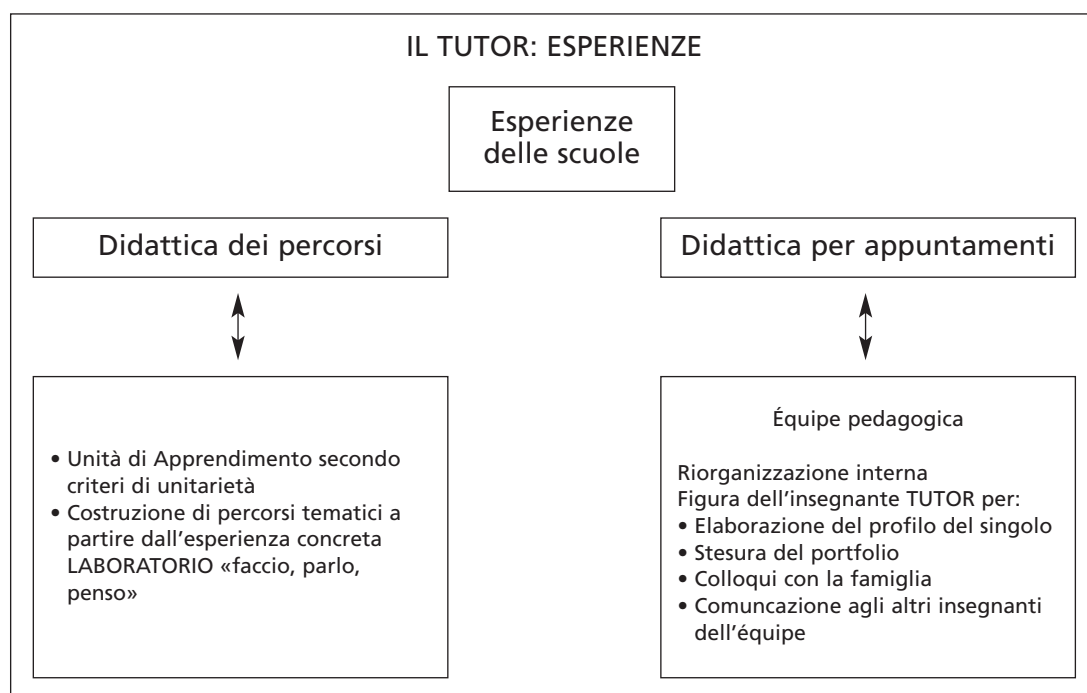 IL TUTOR: ESPERIENZE
Esperienze
delle scuole
Didattica dei percorsi
Didattica per appuntamenti
• Unità di Apprendimento secondo
criteri di unitarietà
• Costruzione di percorsi tematici a
partire dall'esperienza concreta
LABORATORIO «faccio, parlo,
penso»
Équipe pedagogica
Riorganizzazione interna
Figura dell'insegnante TUTOR per:
• Elaborazione del profilo del singolo
• Stesura del portfolio
• Colloqui con la famiglia
• Comuncazione agli altri insegnanti
dell'équipe